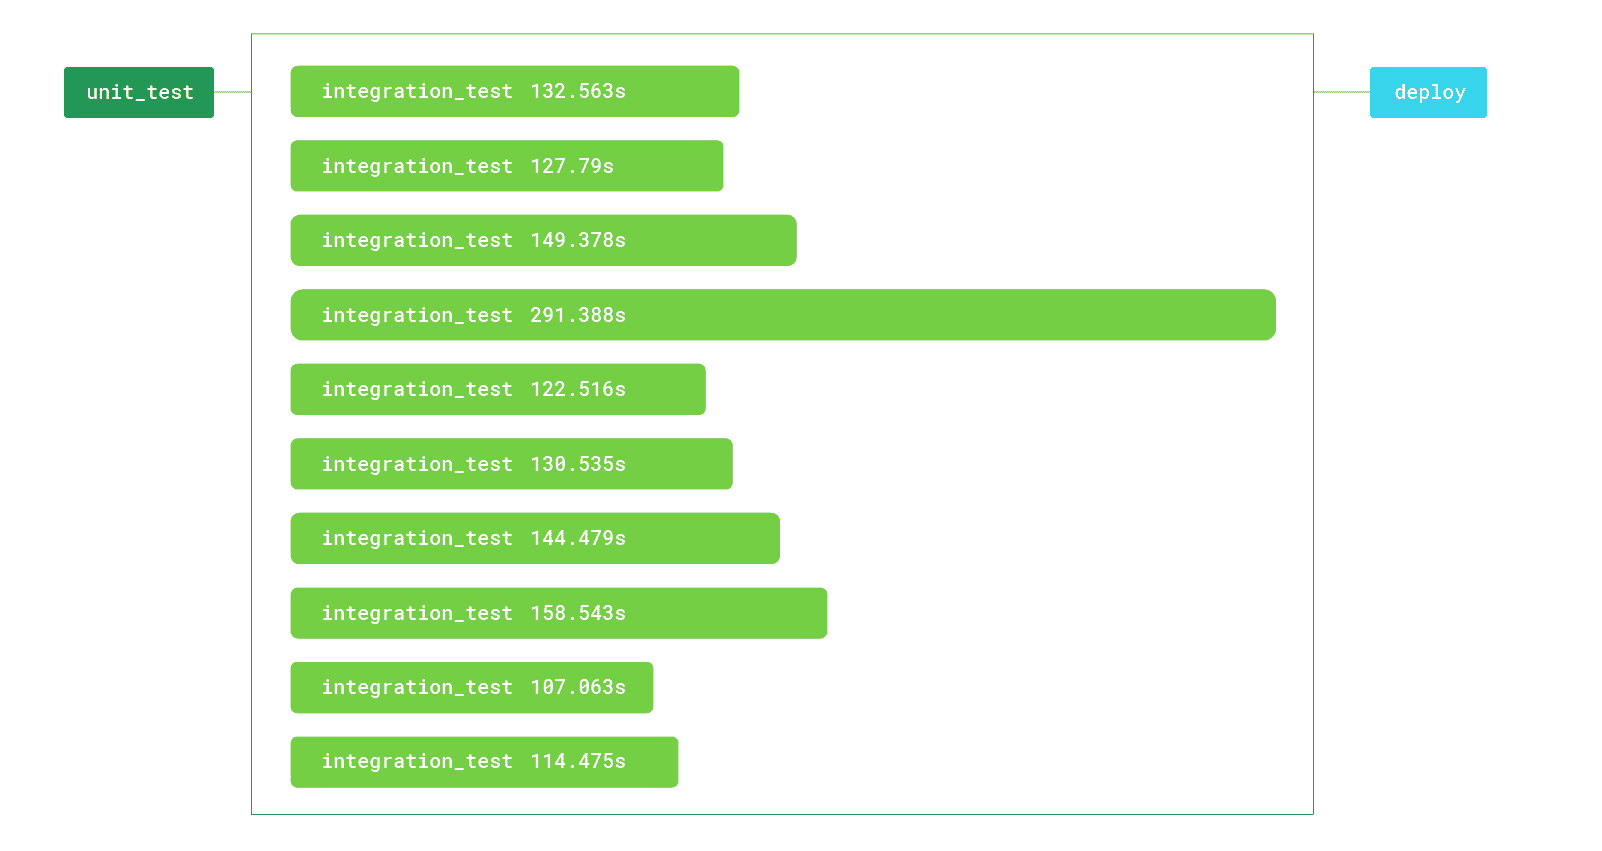 unit_test
integration_test 132.563s
integration_test 127.79s
integration_test 149.378s
integration_test 291.388s
integration_test 122.516s
integration_test 130.535s
integration_test 144.479s
integration_test 158.543s
integration_test 107.063s
integration_test 114.475s
deploy